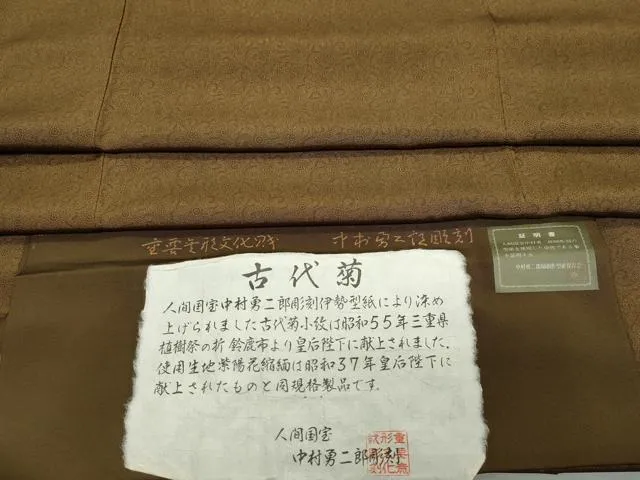 重要無形文化財 中村勇二郎彫刻
証明書
古代菊
人間国宝中村勇二郎彫刻伊勢型紙により染め
上げられました古代菊小紋は昭和55年三重県
植樹祭の折 鈴鹿市より皇后陛下に献上されました。
使用生地紫陽花縮緬は昭和37年皇后陛下に
献上されたものと同規格製品です。
人間国宝
中村勇二郎彫刻